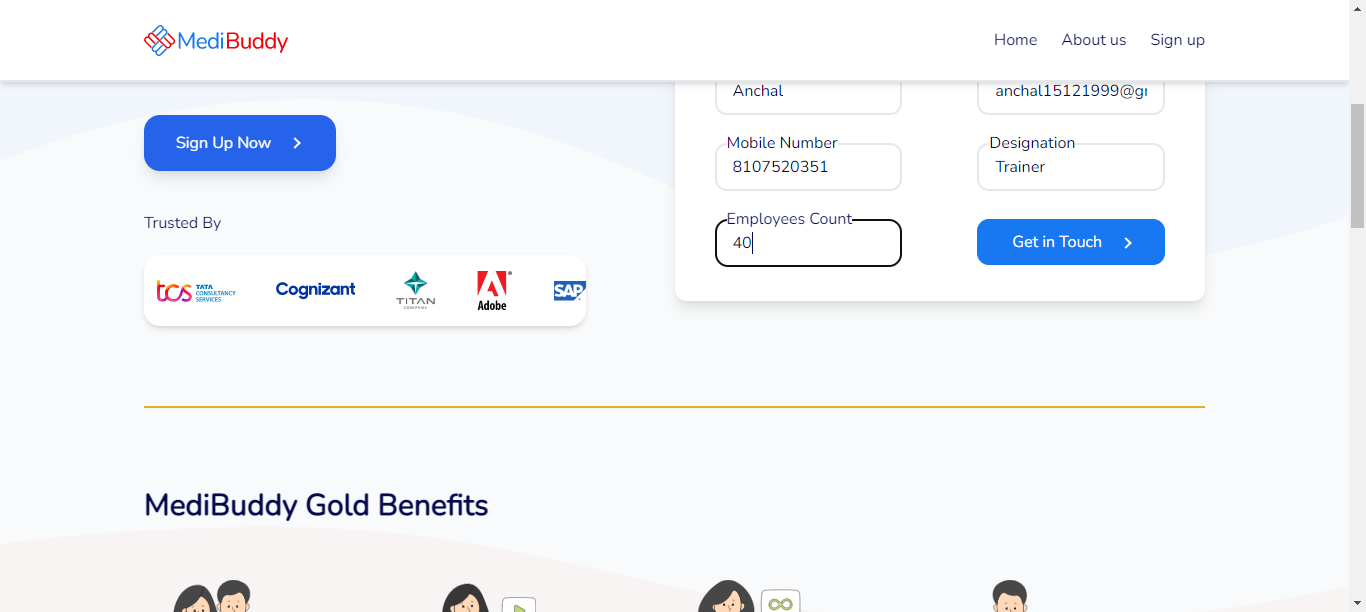 MediBuddy
Home About us Sign up
Sign Up Now
Trusted By
tcs TATA CONSULTANCY SERVICES
Cognizant
TITAN
COMPANY
Adobe
SAP
Anchal
anchal15121999@g
Mobile Number
8107520351
Designation
Trainer
Employees Count
40
Get in Touch
MediBuddy Gold Benefits